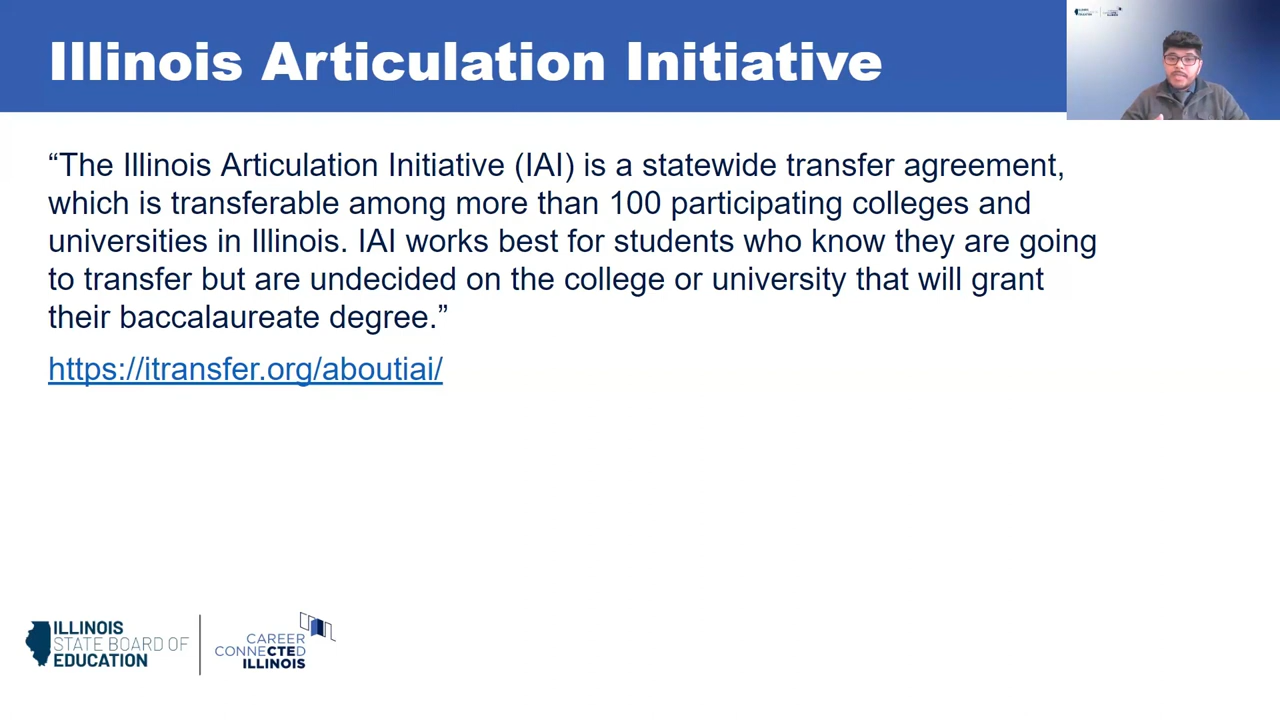 Illinois Articulation Initiative
“The Illinois Articulation Initiative (IAI) is a statewide transfer agreement,
which is transferable among more than 100 participating colleges and
universities in Illinois. IAI works best for students who know they are going
to transfer but are undecided on the college or university that will grant
their baccalaureate degree.”
https://itransfer.org/aboutiai/
ILLINOIS
STATE BOARD OF
EDUCATION
CAREER
CONNECTED
ILLINOIS